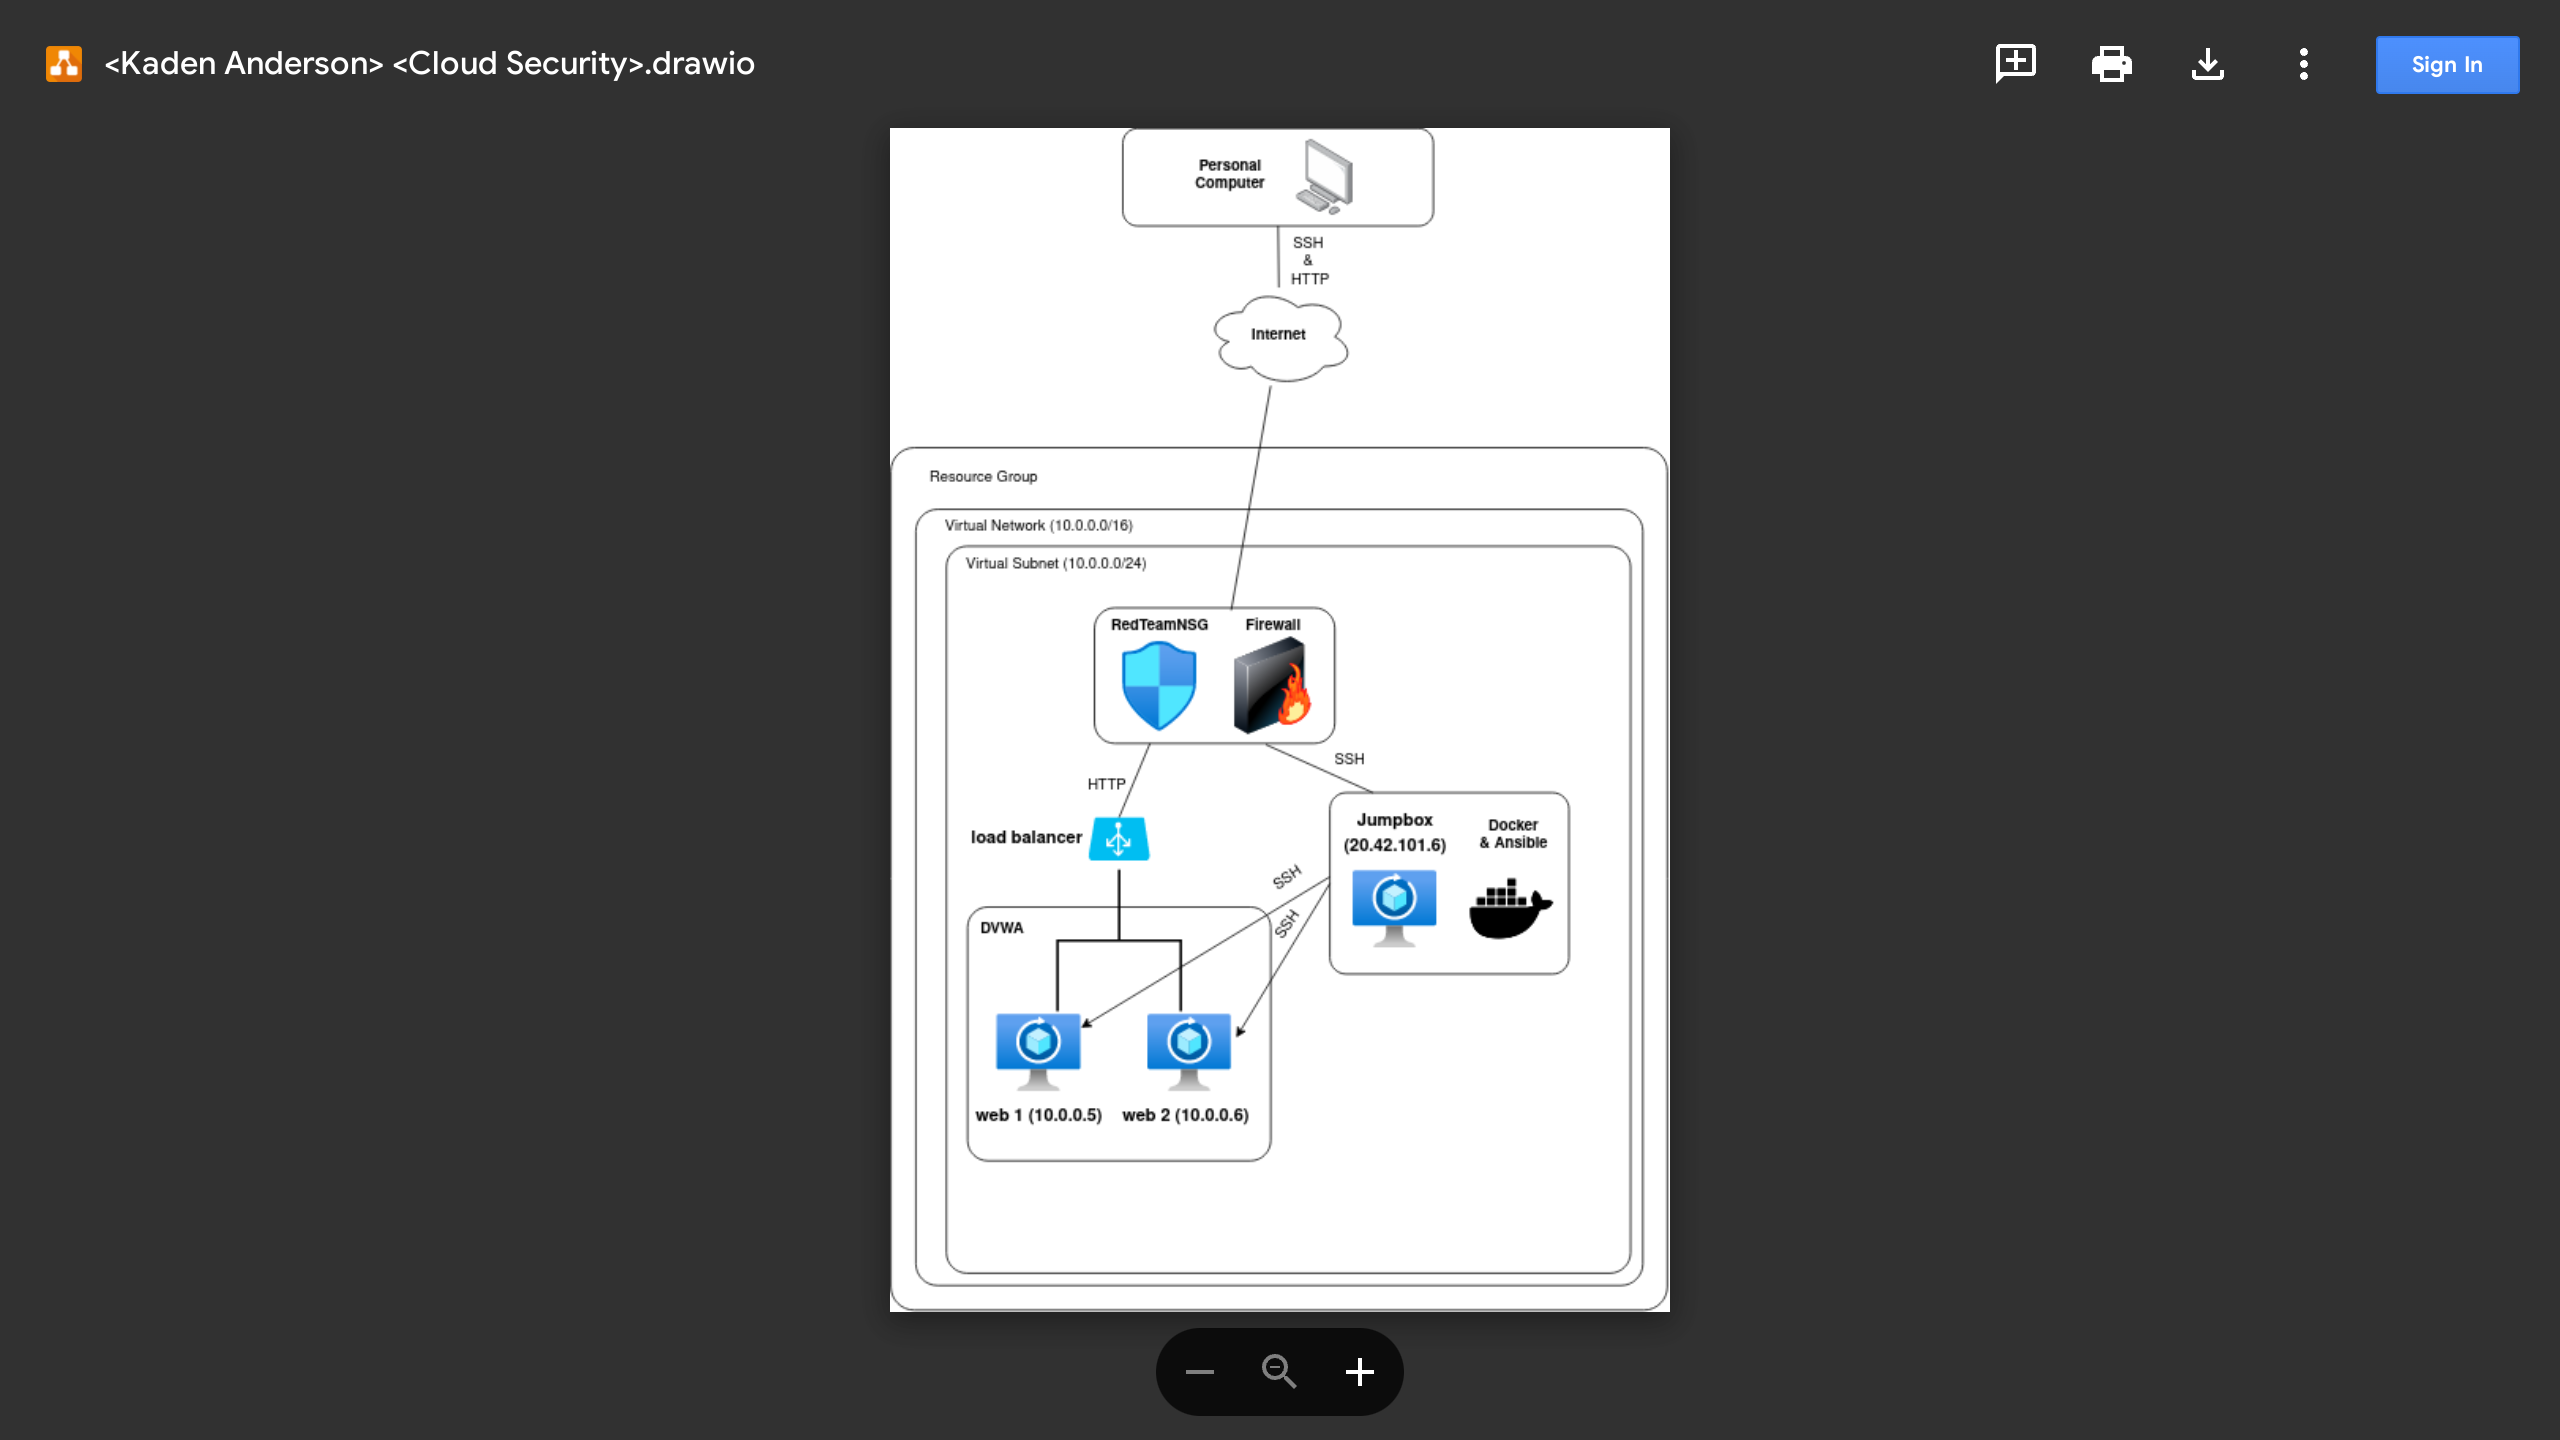 <Kaden Anderson> <Cloud Security>.drawio
Sign In
Personal
Computer
SSH
&
HTTP
Internet
Resource Group
Virtual Network (10.0.0.0/16)
Virtual Subnet (10.0.0.0/24)
RedTeamNSG
Firewall
SSH
HTTP
load balancer
Jumpbox
(20.42.101.6)
Docker
& Ansible
SSH
SSH
DVWA
web 1 (10.0.0.5)
web 2 (10.0.0.6)